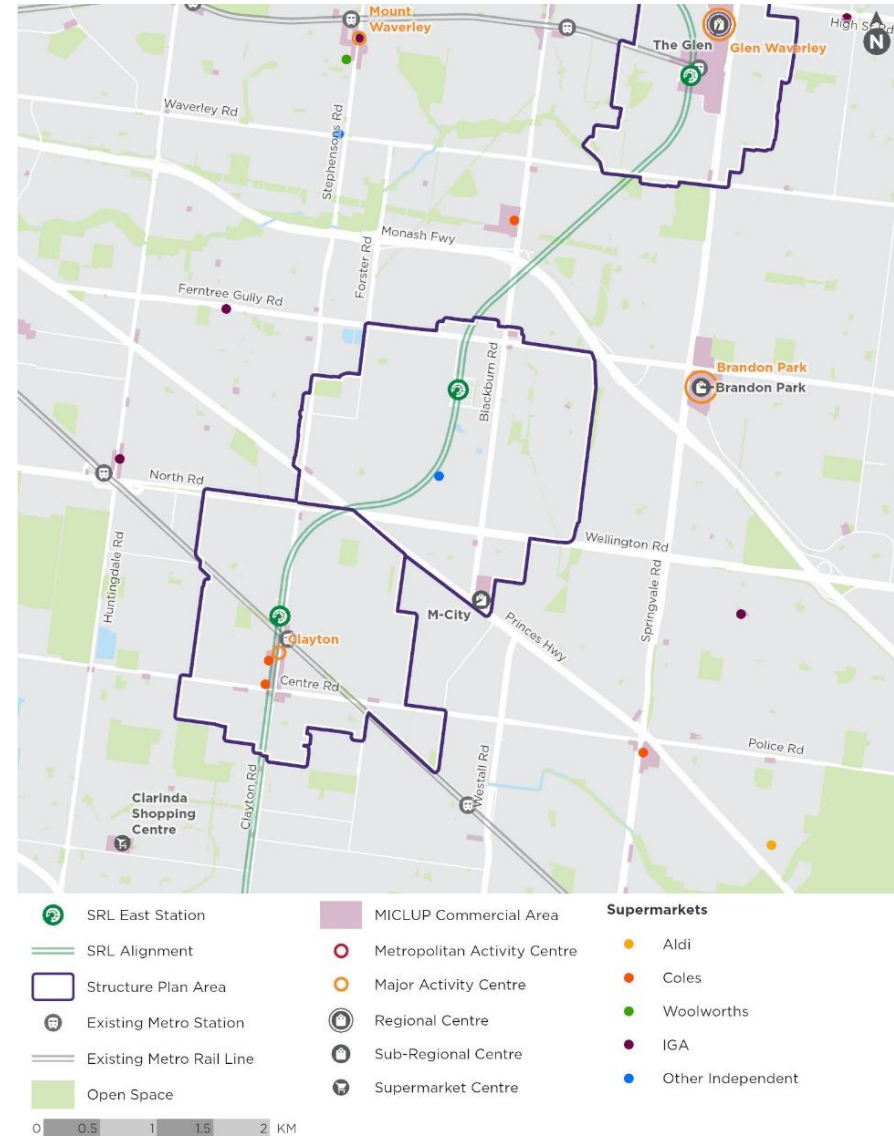 Mount
Waverley
The Glen
Glen Waverley
High St Rd
N
Waverley Rd
Stephensons Rd
Monash Fwy
Forster Rd
Ferntree Gully Rd
Blackburn Rd
Brandon Park
Brandon Park
North Rd
Huntingdale Rd
Wellington Rd
Springvale Rd
M-City
Princes Hwy
Clayton
Centre Rd
Police Rd
Westall Rd
Clayton Rd
Clarinda
Shopping
Centre
SRL East Station
SRL Alignment
Structure Plan Area
Existing Metro Station
Existing Metro Rail Line
Open Space
MICLUP Commercial Area
Metropolitan Activity Centre
Major Activity Centre
Regional Centre
Sub-Regional Centre
Supermarket Centre
Supermarkets
Aldi
Coles
Woolworths
IGA
Other Independent
0 0.5 1 1.5 2 KM